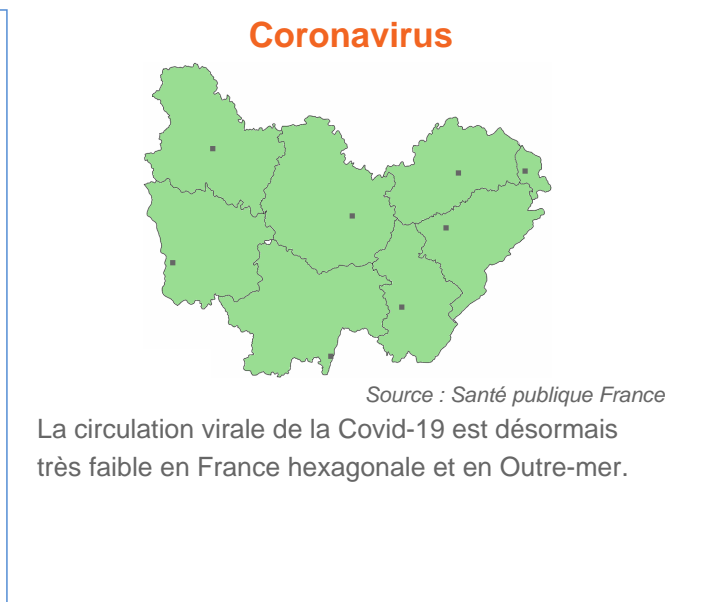 Coronavirus
Source : Santé publique France
La circulation virale de la Covid-19 est désormais
très faible en France hexagonale et en Outre-mer.